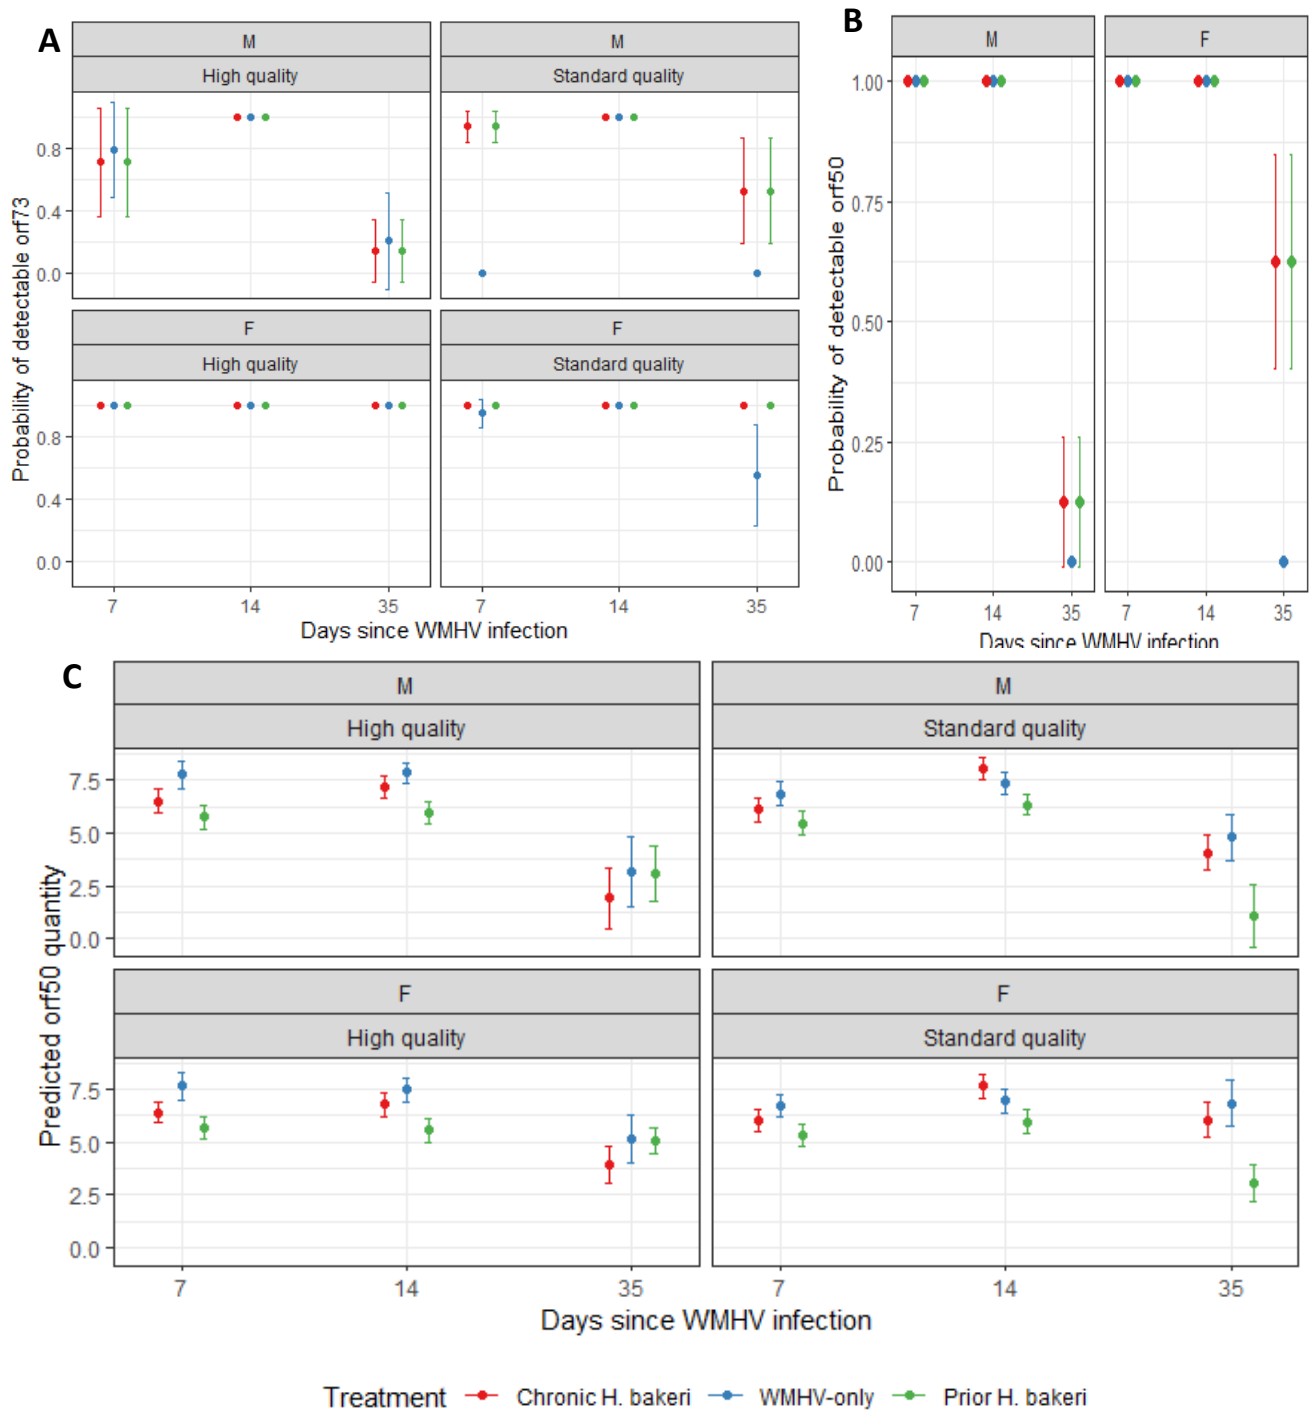 A
M
M
High quality
Standard quality
0.8
0.4
0.0
F
F
High quality
Standard quality
0.8
0.4
0.0
Probability of detectable orf73
7
14
35
7
14
35
Days since WMHV infection
B
M
F
1.00
0.75
0.50
0.25
0.00
Probability of detectable orf50
7
14
35
7
14
35
Days since WMHV infection
C
M
M
High quality
Standard quality
7.5
5.0
2.5
0.0
F
F
High quality
Standard quality
7.5
5.0
2.5
0.0
Predicted orf50 quantity
7
14
35
7
14
35
Days since WMHV infection
Treatment Chronic H. bakeri WMHV-only Prior H. bakeri